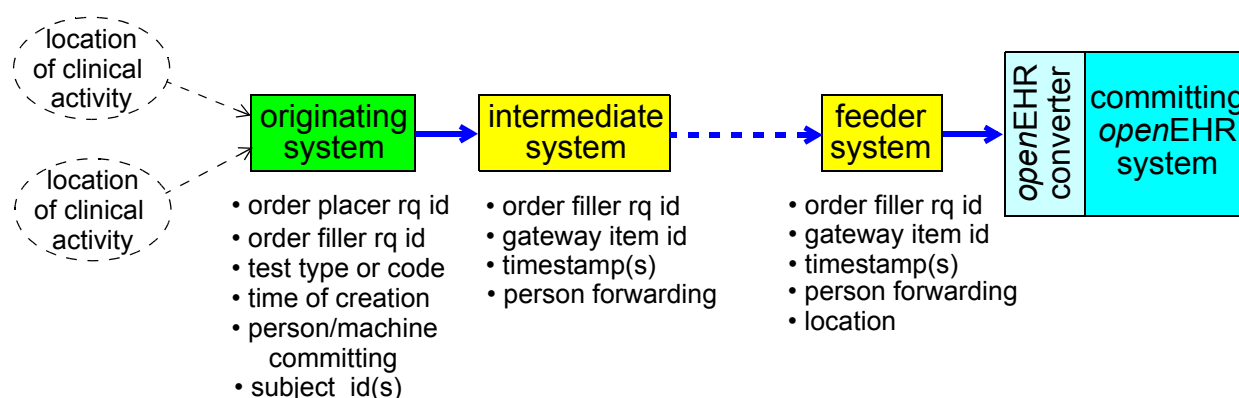 location
of clinical
activity
location
of clinical
activity
originating
system
• order placer rq id
• order filler rq id
• test type or code
• time of creation
• person/machine
committing
• subject id(s)
intermediate
system
• order filler rq id
• gateway item id
• timestamp(s)
• person forwarding
feeder
system
• order filler rq id
• gateway item id
• timestamp(s)
• person forwarding
• location
openEHR
converter
committing
openEHR
system